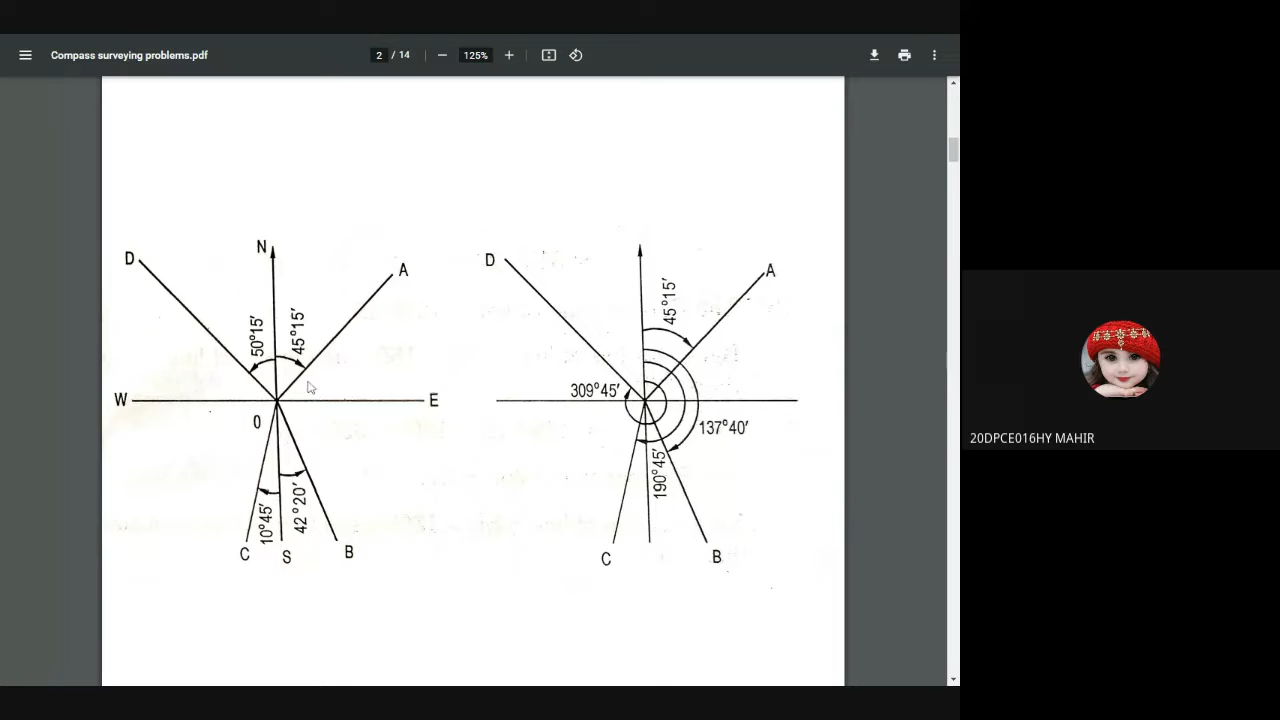 Compass surveying problems.pdf
2 / 14
125%
N
D
A
50°15'
45°15'
W
E
0
10°45'
42°20'
C
S
B
D
A
45°15'
309°45'
137°40'
190°45'
C
B
20DPCE016HY MAHIR